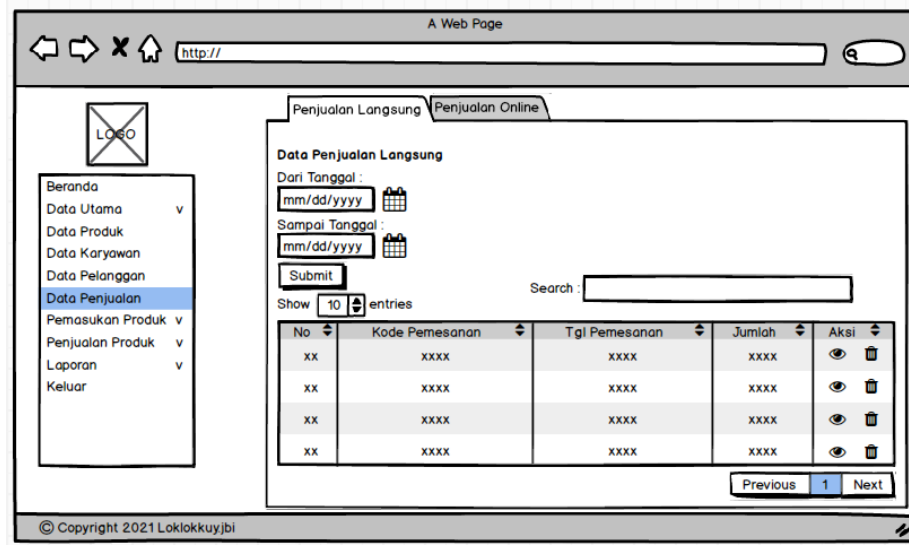 A Web Page
http://
LOGO
Beranda
Data Utama v
Data Produk
Data Karyawan
Data Pelanggan
Data Penjualan
Pemasukan Produk v
Penjualan Produk v
Laporan v
Keluar
Penjualan Langsung Penjualan Online
Data Penjualan Langsung
Dari Tanggal :
mm/dd/yyyy
Sampai Tanggal :
mm/dd/yyyy
Submit
Search :
Show 10 entries
No Kode Pemesanan Tgl Pemesanan Jumlah Aksi
xx xxxx xxxx xxxx
xx xxxx xxxx xxxx
xx xxxx xxxx xxxx
xx xxxx xxxx xxxx
Previous 1 Next
© Copyright 2021 Loklokkuy.jbi